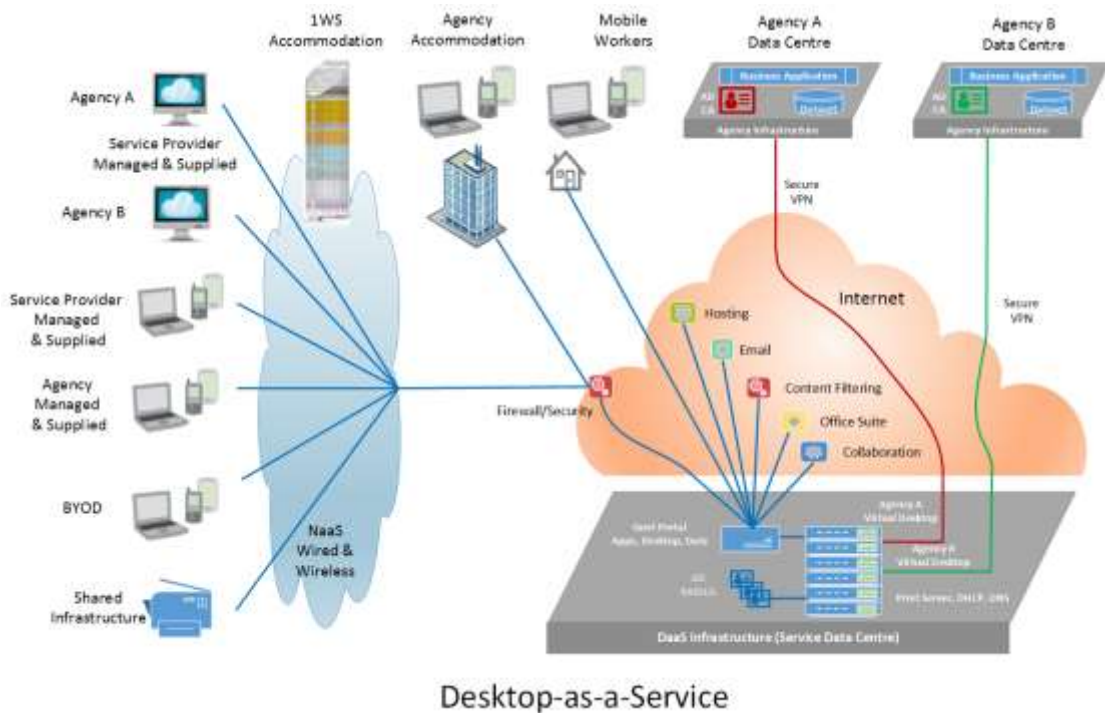 1WS
Accommodation
Agency
Accommodation
Mobile
Workers
Agency A
Data Centre
Agency B
Data Centre
Business Application
Dataset
Agency Infrastructure
Business Application
Dataset
Agency Infrastructure
Agency A
Service Provider
Managed & Supplied
Agency B
Service Provider
Managed
& Supplied
Agency
Managed
& Supplied
BYOD
Shared
Infrastructure
NaaS
Wired &
Wireless
Secure
VPN
Secure
VPN
Internet
Hosting
Email
Content Filtering
Office Suite
Collaboration
Firewall/Security
Agency A
Virtual Desktop
Agency B
Virtual Desktop
Apps, Desktop, Data
Print Server, DHCP, DNS
DaaS Infrastructure (Service Data Centre)
Desktop-as-a-Service